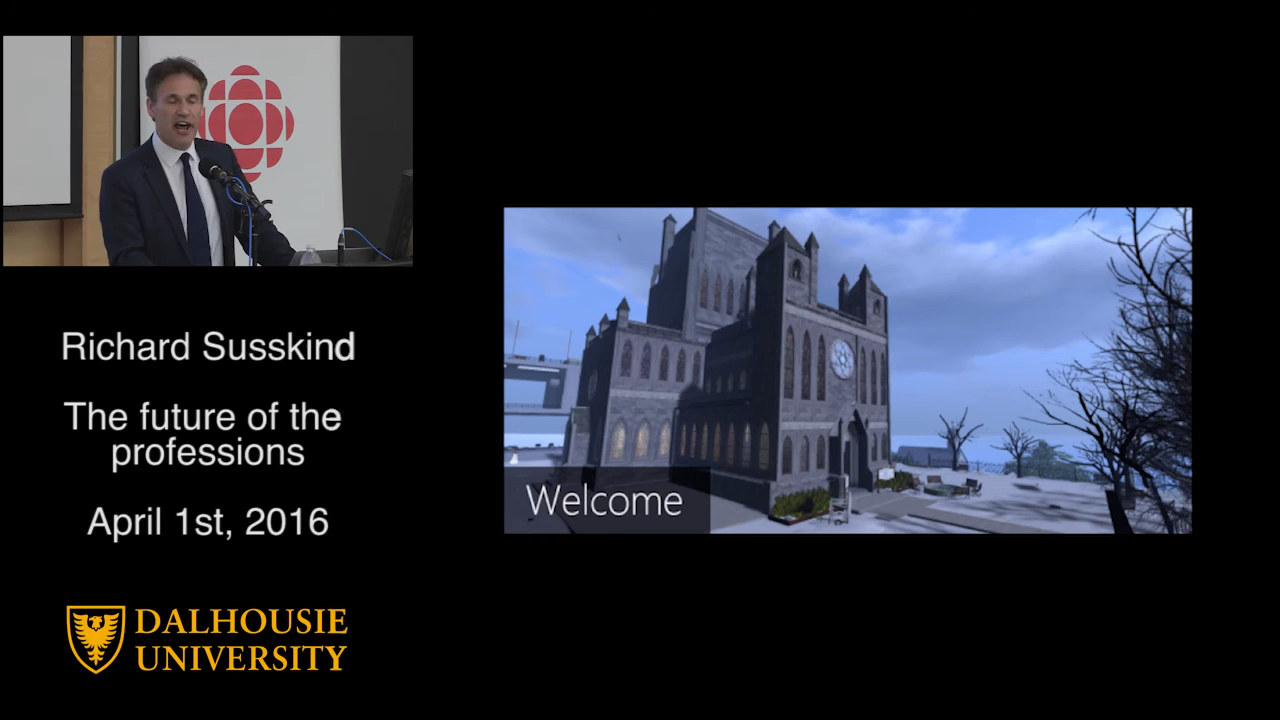 Richard Susskind
The future of the
professions
April 1st, 2016
DALHOUSIE
UNIVERSITY
Welcome